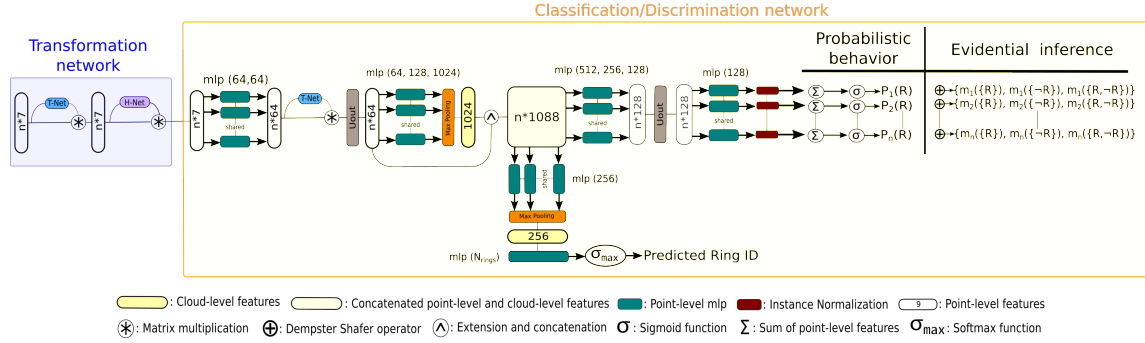 Classification/Discrimination network
Transformation
network
T-Net
H-Net
n*7
n*7
n*7
mlp (64,64)
shared
n*64
T-Net
Uout
n*64
mlp (64, 128, 1024)
shared
Max Pooling
1024
n*1088
mlp (512, 256, 128)
shared
n*128
Uout
n*128
mlp (128)
shared
Probabilistic
behavior
Evidential inference
Σ σ P₁(R) ⊕ {m₁({R}), m₁({¬R}), m₁({R,¬R})}
Σ σ P₂(R) ⊕ {m₂({R}), m₂({¬R}), m₂({R,¬R})}
Σ σ Pₙ(R) ⊕ {mₙ({R}), mₙ({¬R}), mₙ({R,¬R})}
shared
mlp (256)
Max Pooling
256
mlp (Nrings)
σmax
Predicted Ring ID
: Cloud-level features
: Concatenated point-level and cloud-level features
: Point-level mlp
: Instance Normalization
9 : Point-level features
: Matrix multiplication
⊕ : Dempster Shafer operator
: Extension and concatenation
σ : Sigmoid function
Σ : Sum of point-level features
σmax : Softmax function